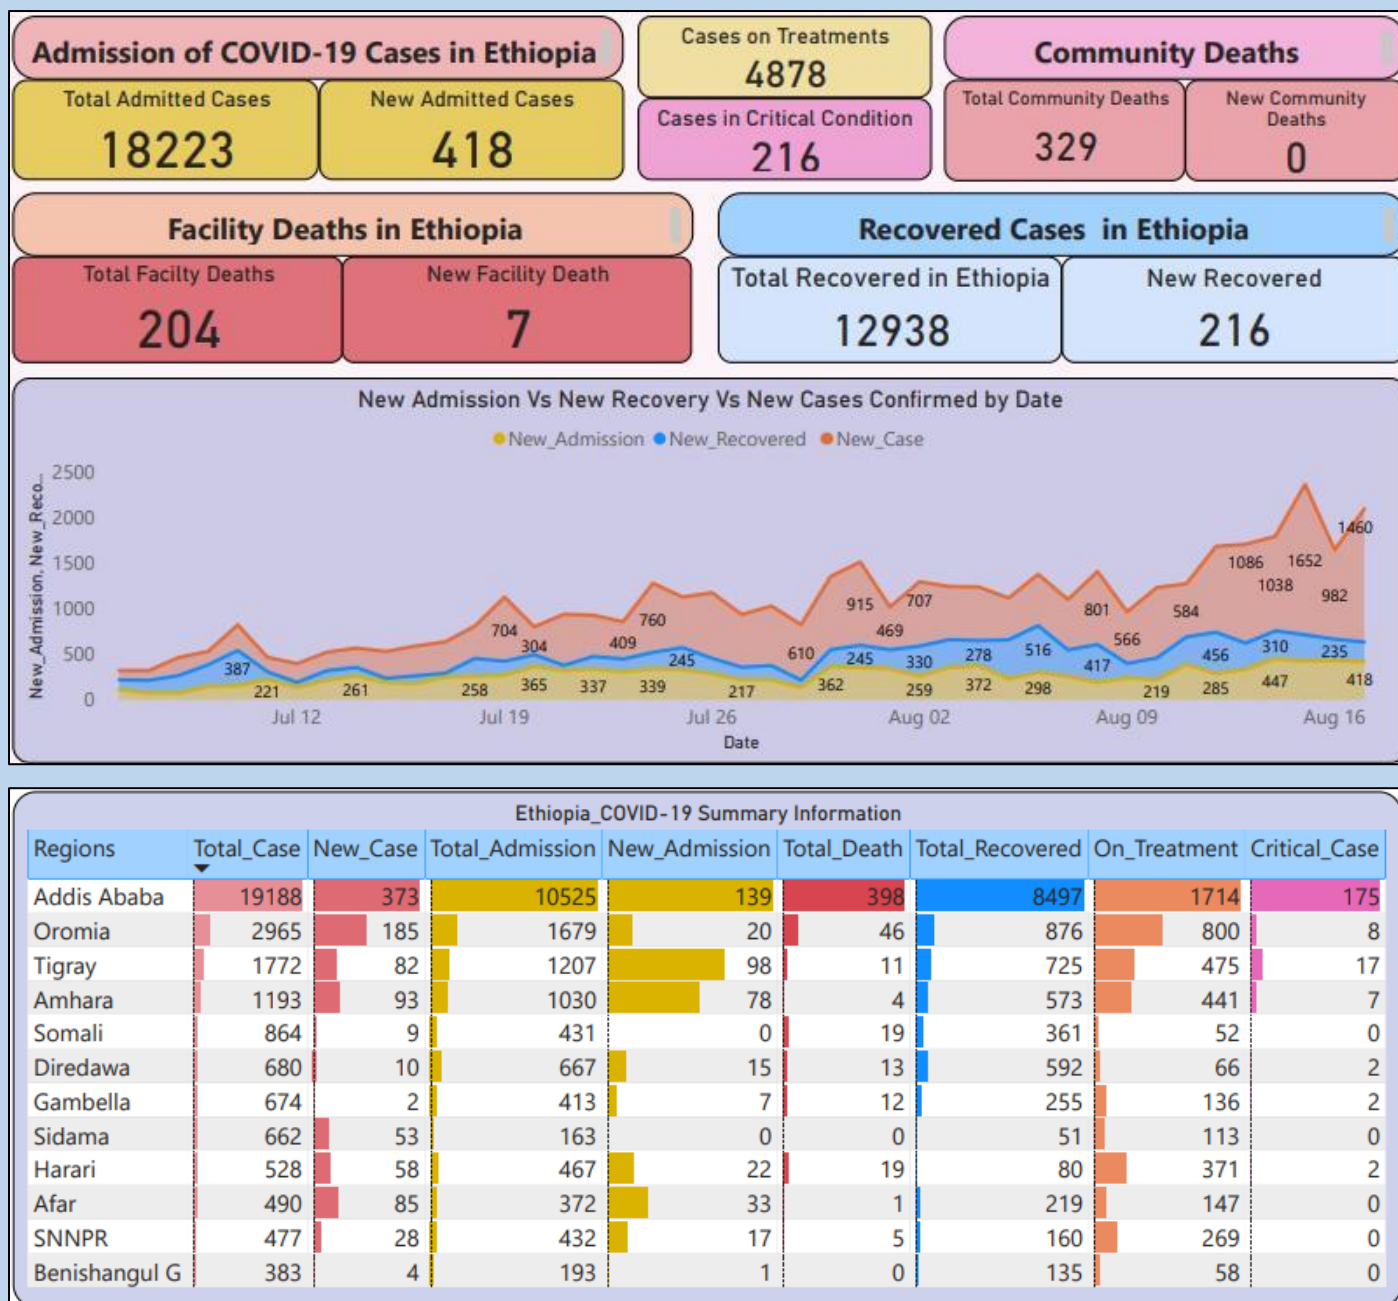 Admission of COVID-19 Cases in Ethiopia
Total Admitted Cases
18223
New Admitted Cases
418
Cases on Treatments
4878
Cases in Critical Condition
216
Community Deaths
Total Community Deaths
329
New Community
Deaths
0
Facility Deaths in Ethiopia
Total Facilty Deaths
204
New Facility Death
7
Recovered Cases in Ethiopia
Total Recovered in Ethiopia
12938
New Recovered
216
New Admission Vs New Recovery Vs New Cases Confirmed by Date
New_Admission New_Recovered New_Case
New_Admission, New_Reco...
2500
2000
1500
1000
500
0
704 760 915 707 801 1086 1652 1460
304 409 610 469 566 584 1038 982
387 245 245 330 278 516 417 456 310 235
221 261 258 365 337 339 217 362 259 372 298 219 285 447 418
Jul 12 Jul 19 Jul 26 Aug 02 Aug 09 Aug 16
Date
Ethiopia_COVID-19 Summary Information
Regions Total_Case New_Case Total_Admission New_Admission Total_Death Total_Recovered On_Treatment Critical_Case
Addis Ababa 19188 373 10525 139 398 8497 1714 175
Oromia 2965 185 1679 20 46 876 800 8
Tigray 1772 82 1207 98 11 725 475 17
Amhara 1193 93 1030 78 4 573 441 7
Somali 864 9 431 0 19 361 52 0
Diredawa 680 10 667 15 13 592 66 2
Gambella 674 2 413 7 12 255 136 2
Sidama 662 53 163 0 0 51 113 0
Harari 528 58 467 22 19 80 371 2
Afar 490 85 372 33 1 219 147 0
SNNPR 477 28 432 17 5 160 269 0
Benishangul G 383 4 193 1 0 135 58 0